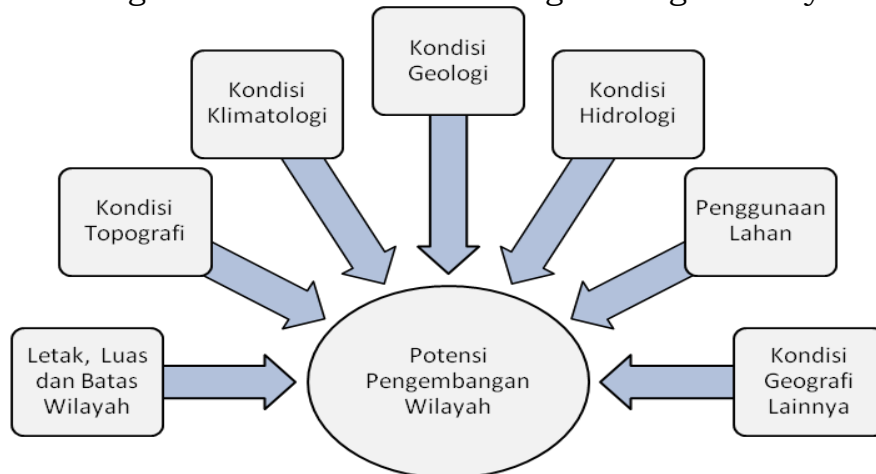 Kondisi
Geologi
Kondisi
Klimatologi
Kondisi
Hidrologi
Kondisi
Topografi
Penggunaan
Lahan
Letak, Luas
dan Batas
Wilayah
Potensi
Pengembangan
Wilayah
Kondisi
Geografi
Lainnya